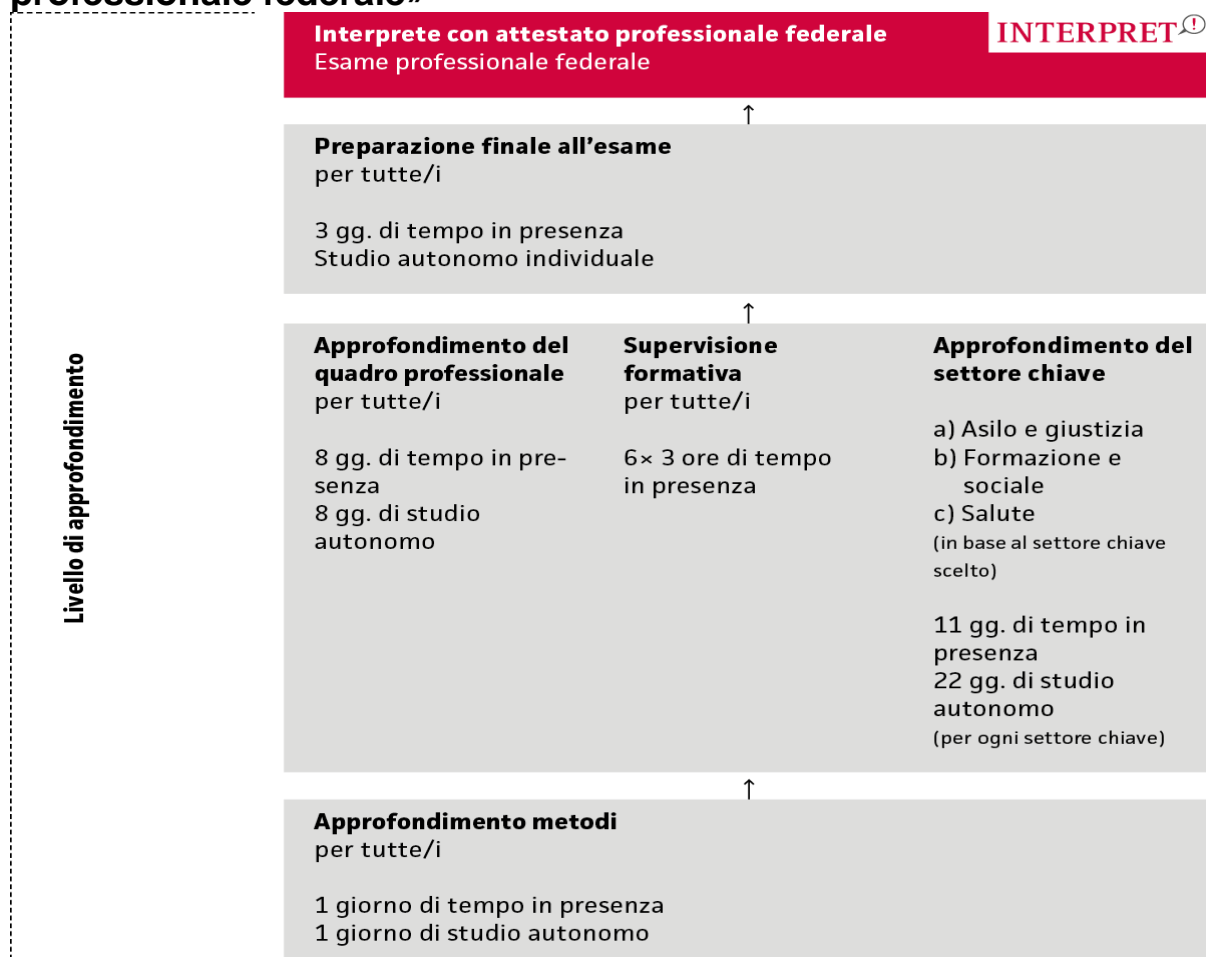 professionale federale»
Interprete con attestato professionale federale
Esame professionale federale
INTERPRET
!
↑
Preparazione finale all'esame
per tutte/i
3 gg. di tempo in presenza
Studio autonomo individuale
↑
Livello di approfondimento
Approfondimento del
quadro professionale
per tutte/i
8 gg. di tempo in pre-
senza
8 gg. di studio
autonomo
Supervisione
formativa
per tutte/i
6× 3 ore di tempo
in presenza
Approfondimento del
settore chiave
a) Asilo e giustizia
b) Formazione e
sociale
c) Salute
(in base al settore chiave
scelto)
11 gg. di tempo in
presenza
22 gg. di studio
autonomo
(per ogni settore chiave)
↑
Approfondimento metodi
per tutte/i
1 giorno di tempo in presenza
1 giorno di studio autonomo